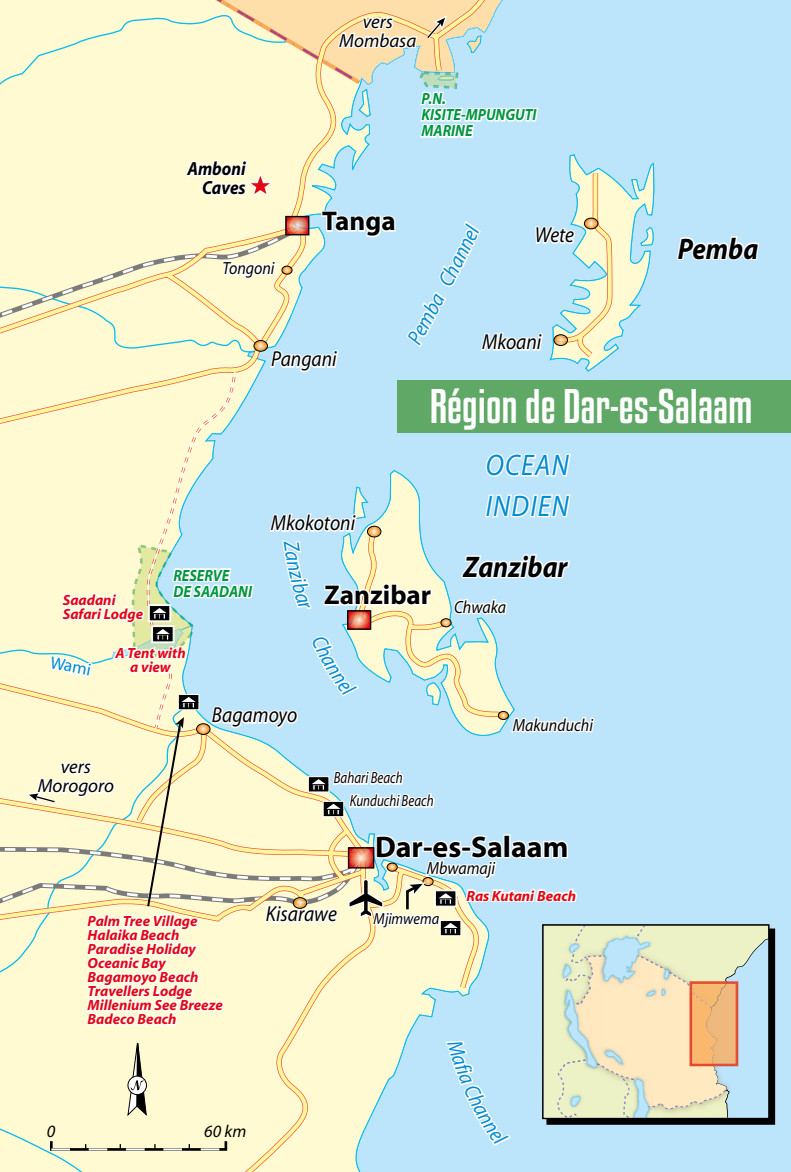 vers
Mombasa
P.N.
KISITE-MPUNGUTI
MARINE
Amboni
Caves
Tanga
Wete
Pemba
Pemba Channel
Tongoni
Mkoani
Pangani
Région de Dar-es-Salaam
OCEAN
INDIEN
Mkokotoni
Zanzibar
Channel
Zanzibar
RESERVE
DE SAADANI
Zanzibar
Saadani
Safari Lodge
Chwaka
A Tent with
a view
Wami
Bagamoyo
Makunduchi
vers
Morogoro
Bahari Beach
Kunduchi Beach
Dar-es-Salaam
Mbwamaji
Ras Kutani Beach
Kisarawe
Mjimwema
Palm Tree Village
Halaika Beach
Paradise Holiday
Oceanic Bay
Bagamoyo Beach
Travellers Lodge
Millenium See Breeze
Badeco Beach
Mafia Channel
N
0 60 km